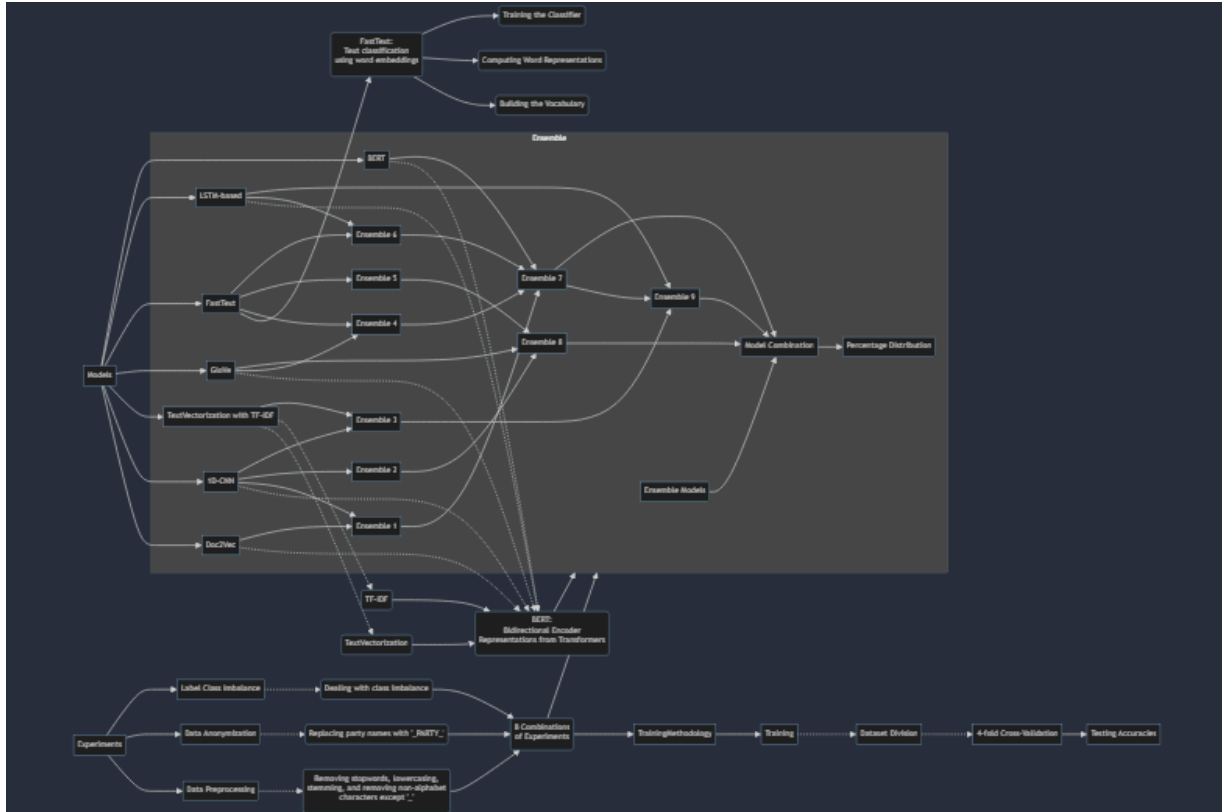 Training the Classifier
FastText:
Text classification
using word embeddings
Computing Word Representations
Building the Vocabulary
Ensemble
BERT
LSTM-based
Ensemble 6
Ensemble 5
Ensemble 7
FastText
Ensemble 9
Ensemble 4
Ensemble 8
Model Combination
Percentage Distribution
GloVe
Models
TextVectorization with TF-IDF
Ensemble 3
1D-CNN
Ensemble 2
Ensemble Models
Ensemble 1
Doc2Vec
TF-IDF
BERT:
Bidirectional Encoder
Representations from Transformers
TextVectorization
Label Class Imbalance
Dealing with class imbalance
Experiments
Data Anonymization
Replacing party names with '_PARTY_'
8 Combinations
of Experiments
TrainingMethodology
Training
Dataset Division
4-fold Cross-Validation
Testing Accuracies
Data Preprocessing
Removing stopwords, lowercasing,
stemming, and removing non-alphabet
characters except '_'